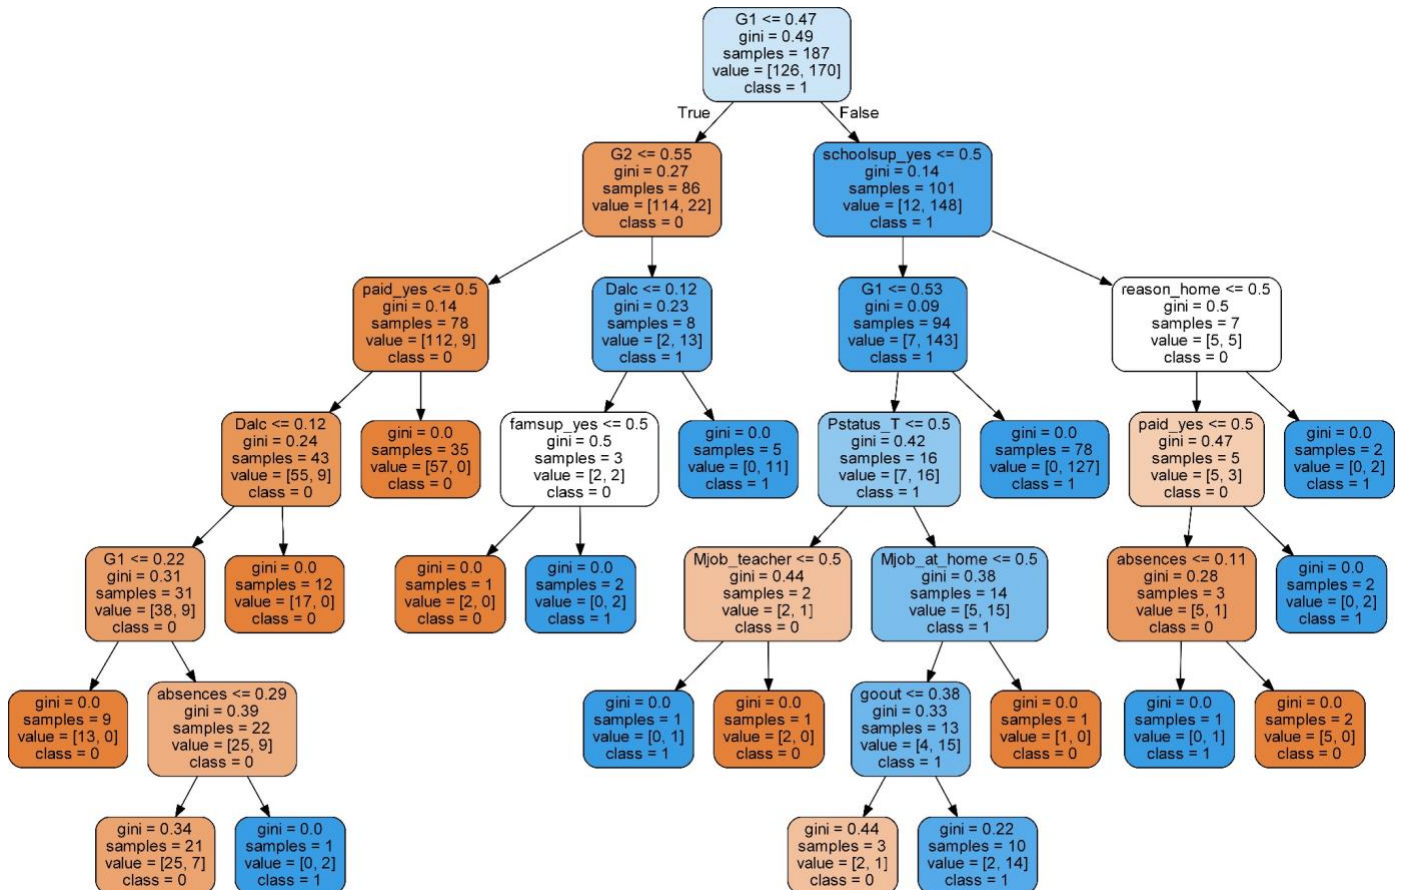 G1 <= 0.47
gini = 0.49
samples = 187
value = [126, 170]
class = 1
True
False
G2 <= 0.55
gini = 0.27
samples = 86
value = [114, 22]
class = 0
schoolsup_yes <= 0.5
gini = 0.14
samples = 101
value = [12, 148]
class = 1
paid_yes <= 0.5
gini = 0.14
samples = 78
value = [112, 9]
class = 0
Dalc <= 0.12
gini = 0.23
samples = 8
value = [2, 13]
class = 1
G1 <= 0.53
gini = 0.09
samples = 94
value = [7, 143]
class = 1
reason_home <= 0.5
gini = 0.5
samples = 7
value = [5, 5]
class = 0
Dalc <= 0.12
gini = 0.24
samples = 43
value = [55, 9]
class = 0
gini = 0.0
samples = 35
value = [57, 0]
class = 0
famsup_yes <= 0.5
gini = 0.5
samples = 3
value = [2, 2]
class = 0
gini = 0.0
samples = 5
value = [0, 11]
class = 1
Pstatus_T <= 0.5
gini = 0.42
samples = 16
value = [7, 16]
class = 1
gini = 0.0
samples = 78
value = [0, 127]
class = 1
paid_yes <= 0.5
gini = 0.47
samples = 5
value = [5, 3]
class = 0
gini = 0.0
samples = 2
value = [0, 2]
class = 1
G1 <= 0.22
gini = 0.31
samples = 31
value = [38, 9]
class = 0
gini = 0.0
samples = 12
value = [17, 0]
class = 0
gini = 0.0
samples = 1
value = [2, 0]
class = 0
gini = 0.0
samples = 2
value = [0, 2]
class = 1
Mjob_teacher <= 0.5
gini = 0.44
samples = 2
value = [2, 1]
class = 0
Mjob_at_home <= 0.5
gini = 0.38
samples = 14
value = [5, 15]
class = 1
absences <= 0.11
gini = 0.28
samples = 3
value = [5, 1]
class = 0
gini = 0.0
samples = 2
value = [0, 2]
class = 1
gini = 0.0
samples = 9
value = [13, 0]
class = 0
absences <= 0.29
gini = 0.39
samples = 22
value = [25, 9]
class = 0
gini = 0.0
samples = 1
value = [0, 1]
class = 1
gini = 0.0
samples = 1
value = [2, 0]
class = 0
goout <= 0.38
gini = 0.33
samples = 13
value = [4, 15]
class = 1
gini = 0.0
samples = 1
value = [1, 0]
class = 0
gini = 0.0
samples = 1
value = [0, 1]
class = 1
gini = 0.0
samples = 2
value = [5, 0]
class = 0
gini = 0.34
samples = 21
value = [25, 7]
class = 0
gini = 0.0
samples = 1
value = [0, 2]
class = 1
gini = 0.44
samples = 3
value = [2, 1]
class = 0
gini = 0.22
samples = 10
value = [2, 14]
class = 1